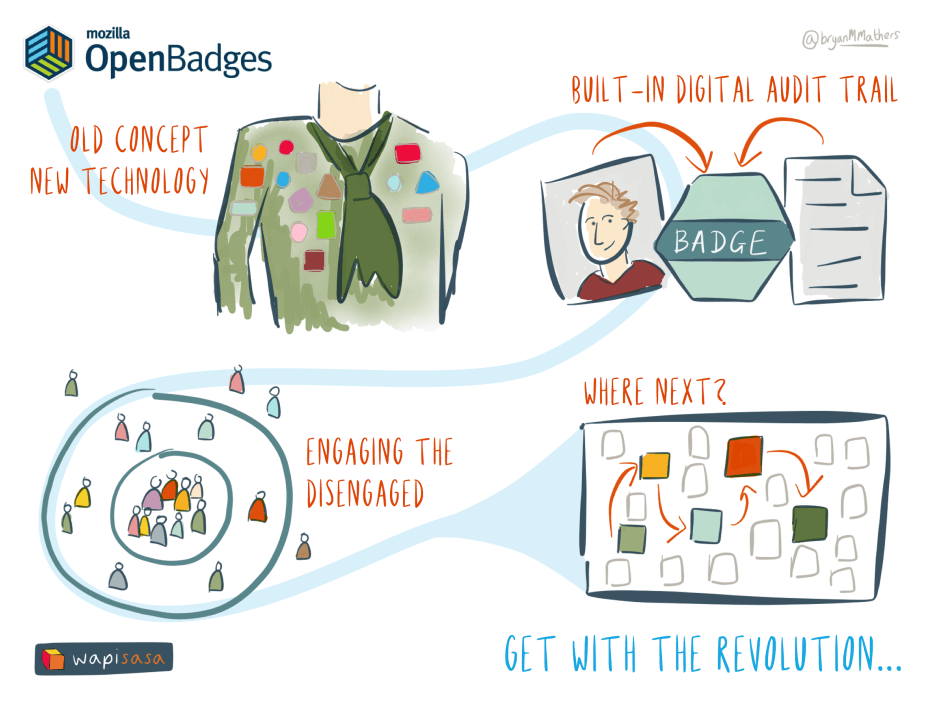 mozilla
OpenBadges
@bryanMMathers
OLD CONCEPT
NEW TECHNOLOGY
BUILT-IN DIGITAL AUDIT TRAIL
BADGE
ENGAGING THE
DISENGAGED
WHERE NEXT?
wapisasa
GET WITH THE REVOLUTION...